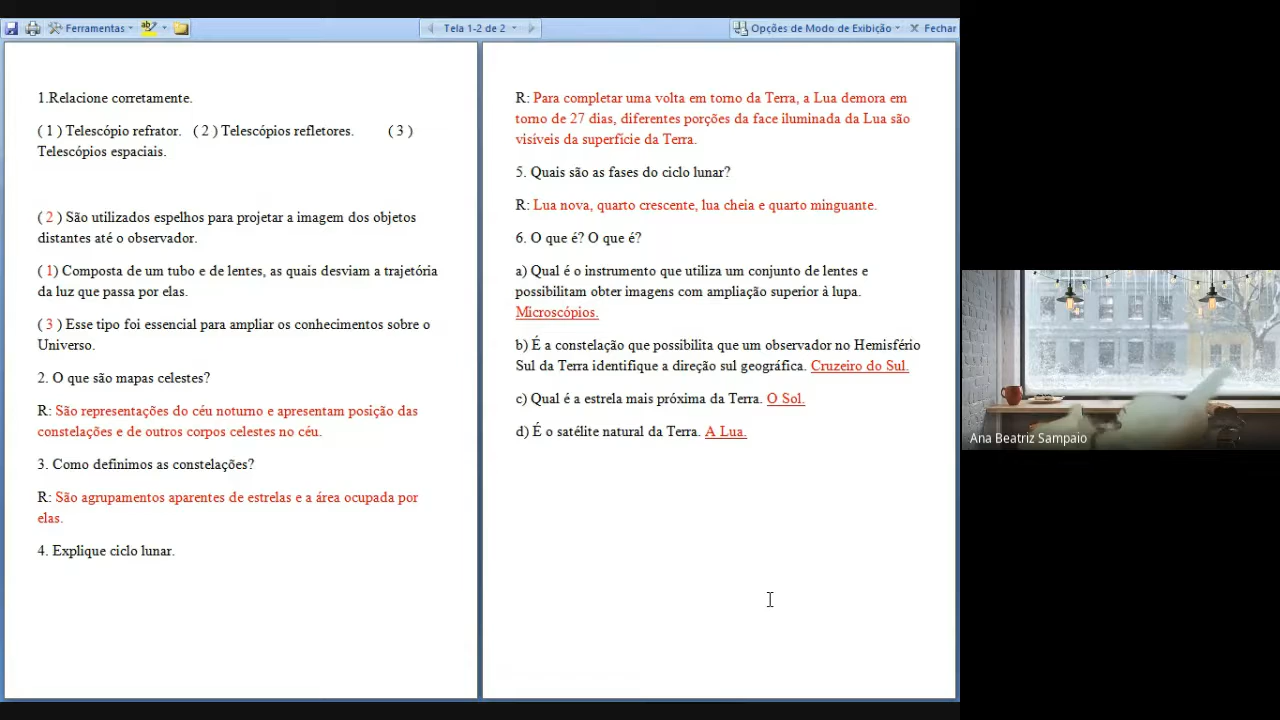 Ferramentas
Tela 1-2 de 2
Opções de Modo de Exibição
Fechar
1.Relacione corretamente.
( 1 ) Telescópio refrator. ( 2 ) Telescópios refletores. ( 3 )
Telescópios espaciais.
( 2 ) São utilizados espelhos para projetar a imagem dos objetos
distantes até o observador.
( 1) Composta de um tubo e de lentes, as quais desviam a trajetória
da luz que passa por elas.
( 3 ) Esse tipo foi essencial para ampliar os conhecimentos sobre o
Universo.
2. O que são mapas celestes?
R: São representações do céu noturno e apresentam posição das
constelações e de outros corpos celestes no céu.
3. Como definimos as constelações?
R: São agrupamentos aparentes de estrelas e a área ocupada por
elas.
4. Explique ciclo lunar.
R: Para completar uma volta em torno da Terra, a Lua demora em
torno de 27 dias, diferentes porções da face iluminada da Lua são
visíveis da superfície da Terra.
5. Quais são as fases do ciclo lunar?
R: Lua nova, quarto crescente, lua cheia e quarto minguante.
6. O que é? O que é?
a) Qual é o instrumento que utiliza um conjunto de lentes e
possibilitam obter imagens com ampliação superior à lupa.
Microscópios.
b) É a constelação que possibilita que um observador no Hemisfério
Sul da Terra identifique a direção sul geográfica. Cruzeiro do Sul.
c) Qual é a estrela mais próxima da Terra. O Sol.
d) É o satélite natural da Terra. A Lua.
Ana Beatriz Sampaio